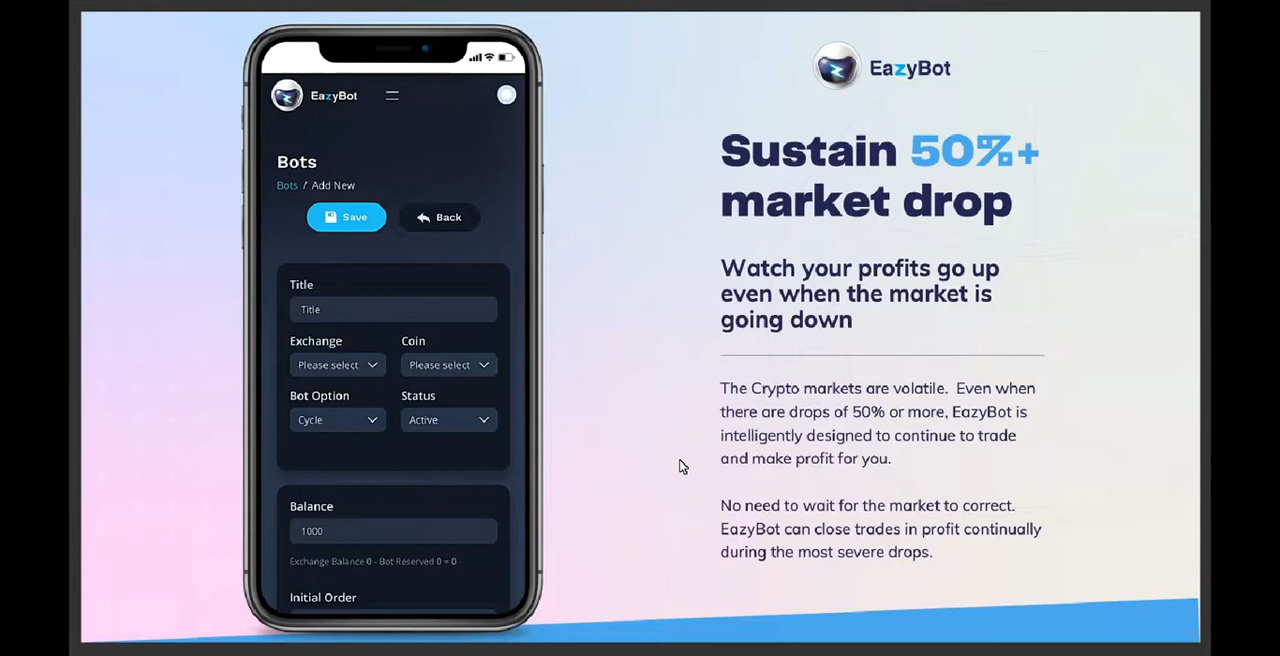 EazyBot
Bots
Bots / Add New
Save
Back
Title
Title
Exchange
Coin
Please select
Please select
Bot Option
Status
Cycle
Active
Balance
1000
Exchange Balance 0 - Bot Reserved 0 = 0
Initial Order
EazyBot
Sustain 50%+
market drop
Watch your profits go up
even when the market is
going down
The Crypto markets are volatile. Even when
there are drops of 50% or more, EazyBot is
intelligently designed to continue to trade
and make profit for you.
No need to wait for the market to correct.
EazyBot can close trades in profit continually
during the most severe drops.